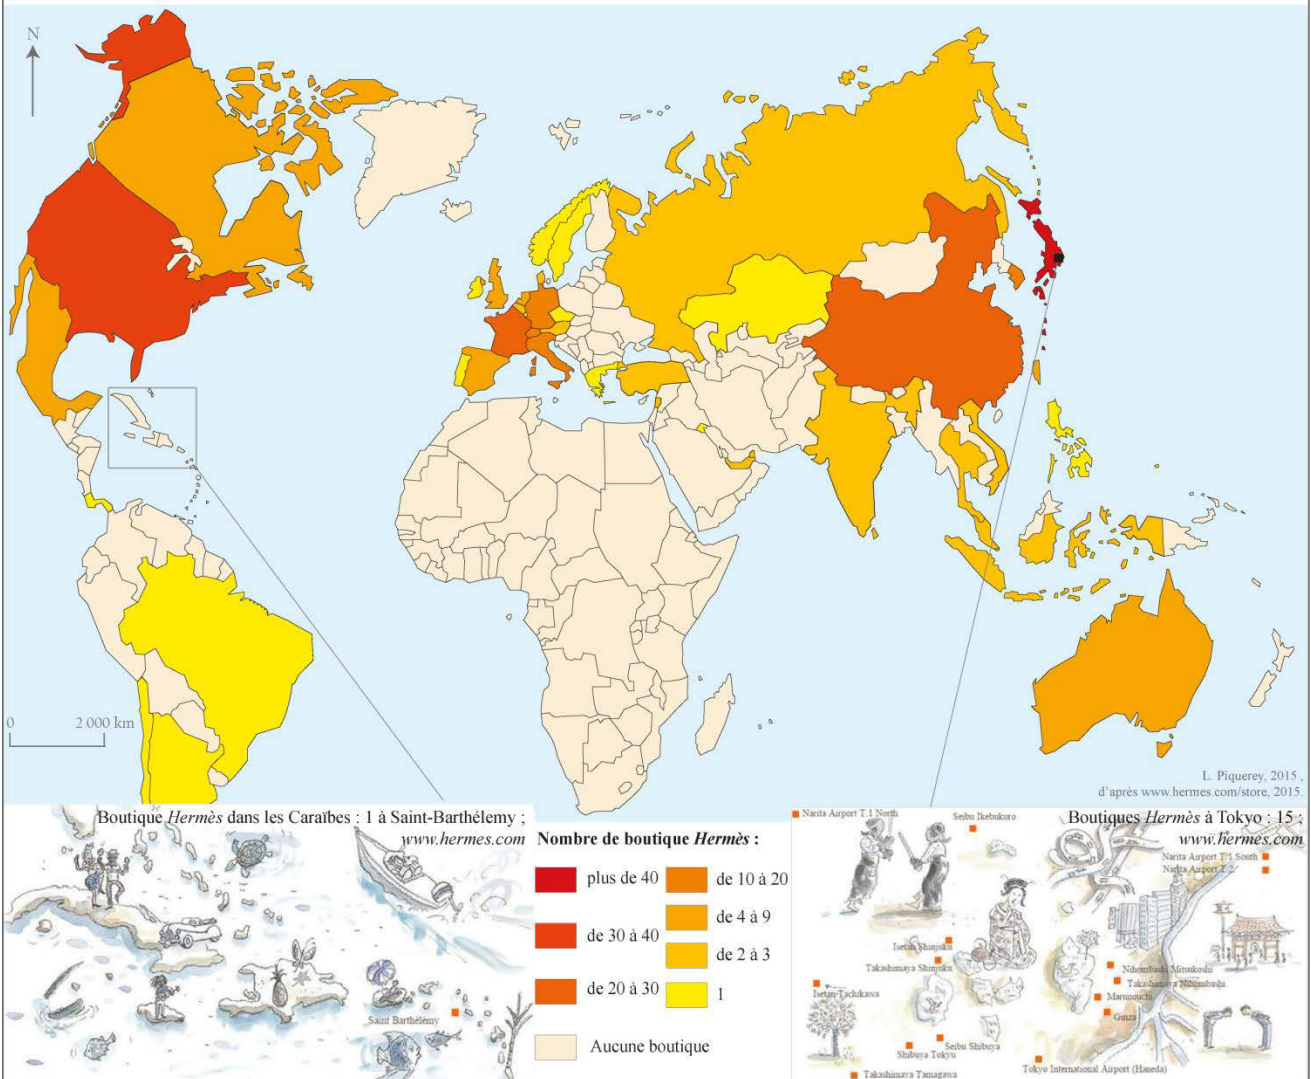 N
0 2 000 km
L. Piquerey, 2015 ,
d'après www.hermes.com/store, 2015.
Boutique Hermès dans les Caraïbes : 1 à Saint-Barthélemy ;
www.hermes.com
Saint Barthélémy
Nombre de boutique Hermès :
plus de 40
de 30 à 40
de 20 à 30
de 10 à 20
de 4 à 9
de 2 à 3
1
Aucune boutique
Boutiques Hermès à Tokyo : 15 ;
www.hermes.com
Narita Airport T.1 North
Seibu Ikebukuro
Narita Airport T.1 South
Narita Airport T.2
Isetan Shinjuku
Takashimaya Shinjuku
Isetan Tachikawa
Nihombashi Mitsukoshi
Takashimaya Nihombashi
Marunouchi
Ginza
Seibu Shibuya
Shibuya Tokyu
Tokyo International Airport (Haneda)
Takashimaya Tamagawa